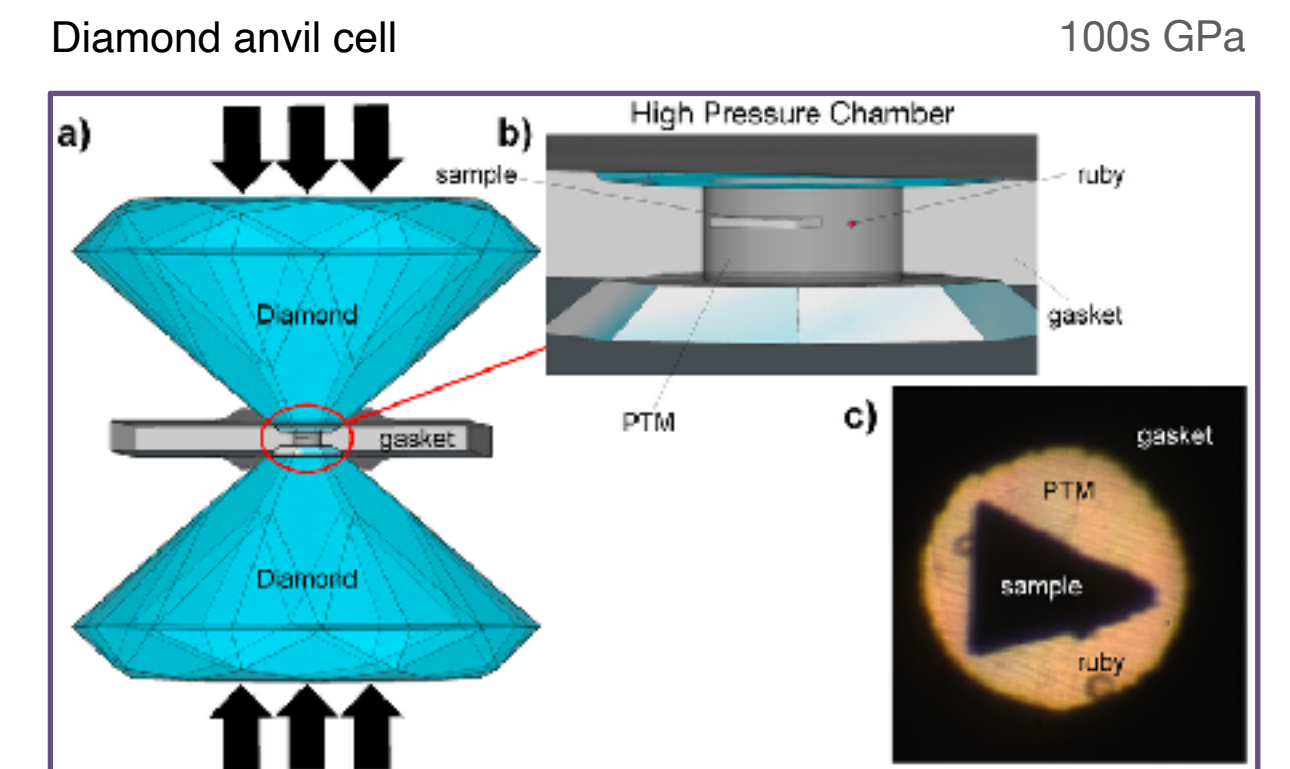 Diamond anvil cell
100s GPa
a)
Diamond
gasket
Diamond
b)
High Pressure Chamber
sample
ruby
gasket
PTM
c)
gasket
PTM
sample
ruby